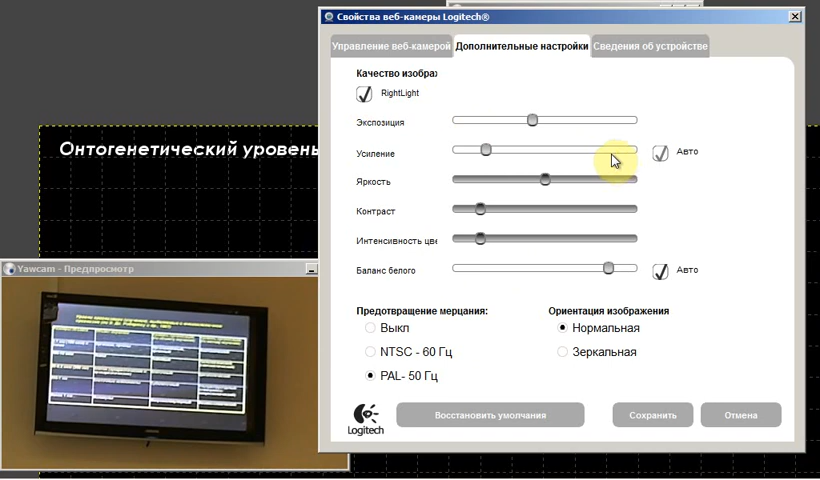 Свойства веб-камеры Logitech®
Управление веб-камерой
Дополнительные настройки
Сведения об устройстве
Качество изобраз
RightLight
Экспозиция
Усиление
Авто
Яркость
Контраст
Интенсивность цве
Баланс белого
Авто
Предотвращение мерцания:
Выкл
NTSC - 60 Гц
PAL- 50 Гц
Ориентация изображения
Нормальная
Зеркальная
Logitech
Восстановить умолчания
Сохранить
Отмена
Онтогенетический уровень
Yawcam - Предпросмотр